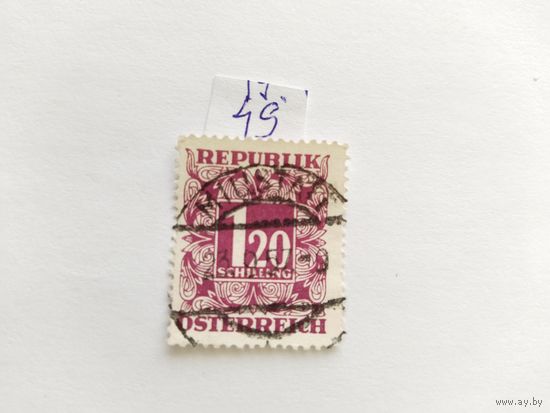 49
REPUBLIK
1 20
SCHILLING
ÖSTERREICH
www.ay.by